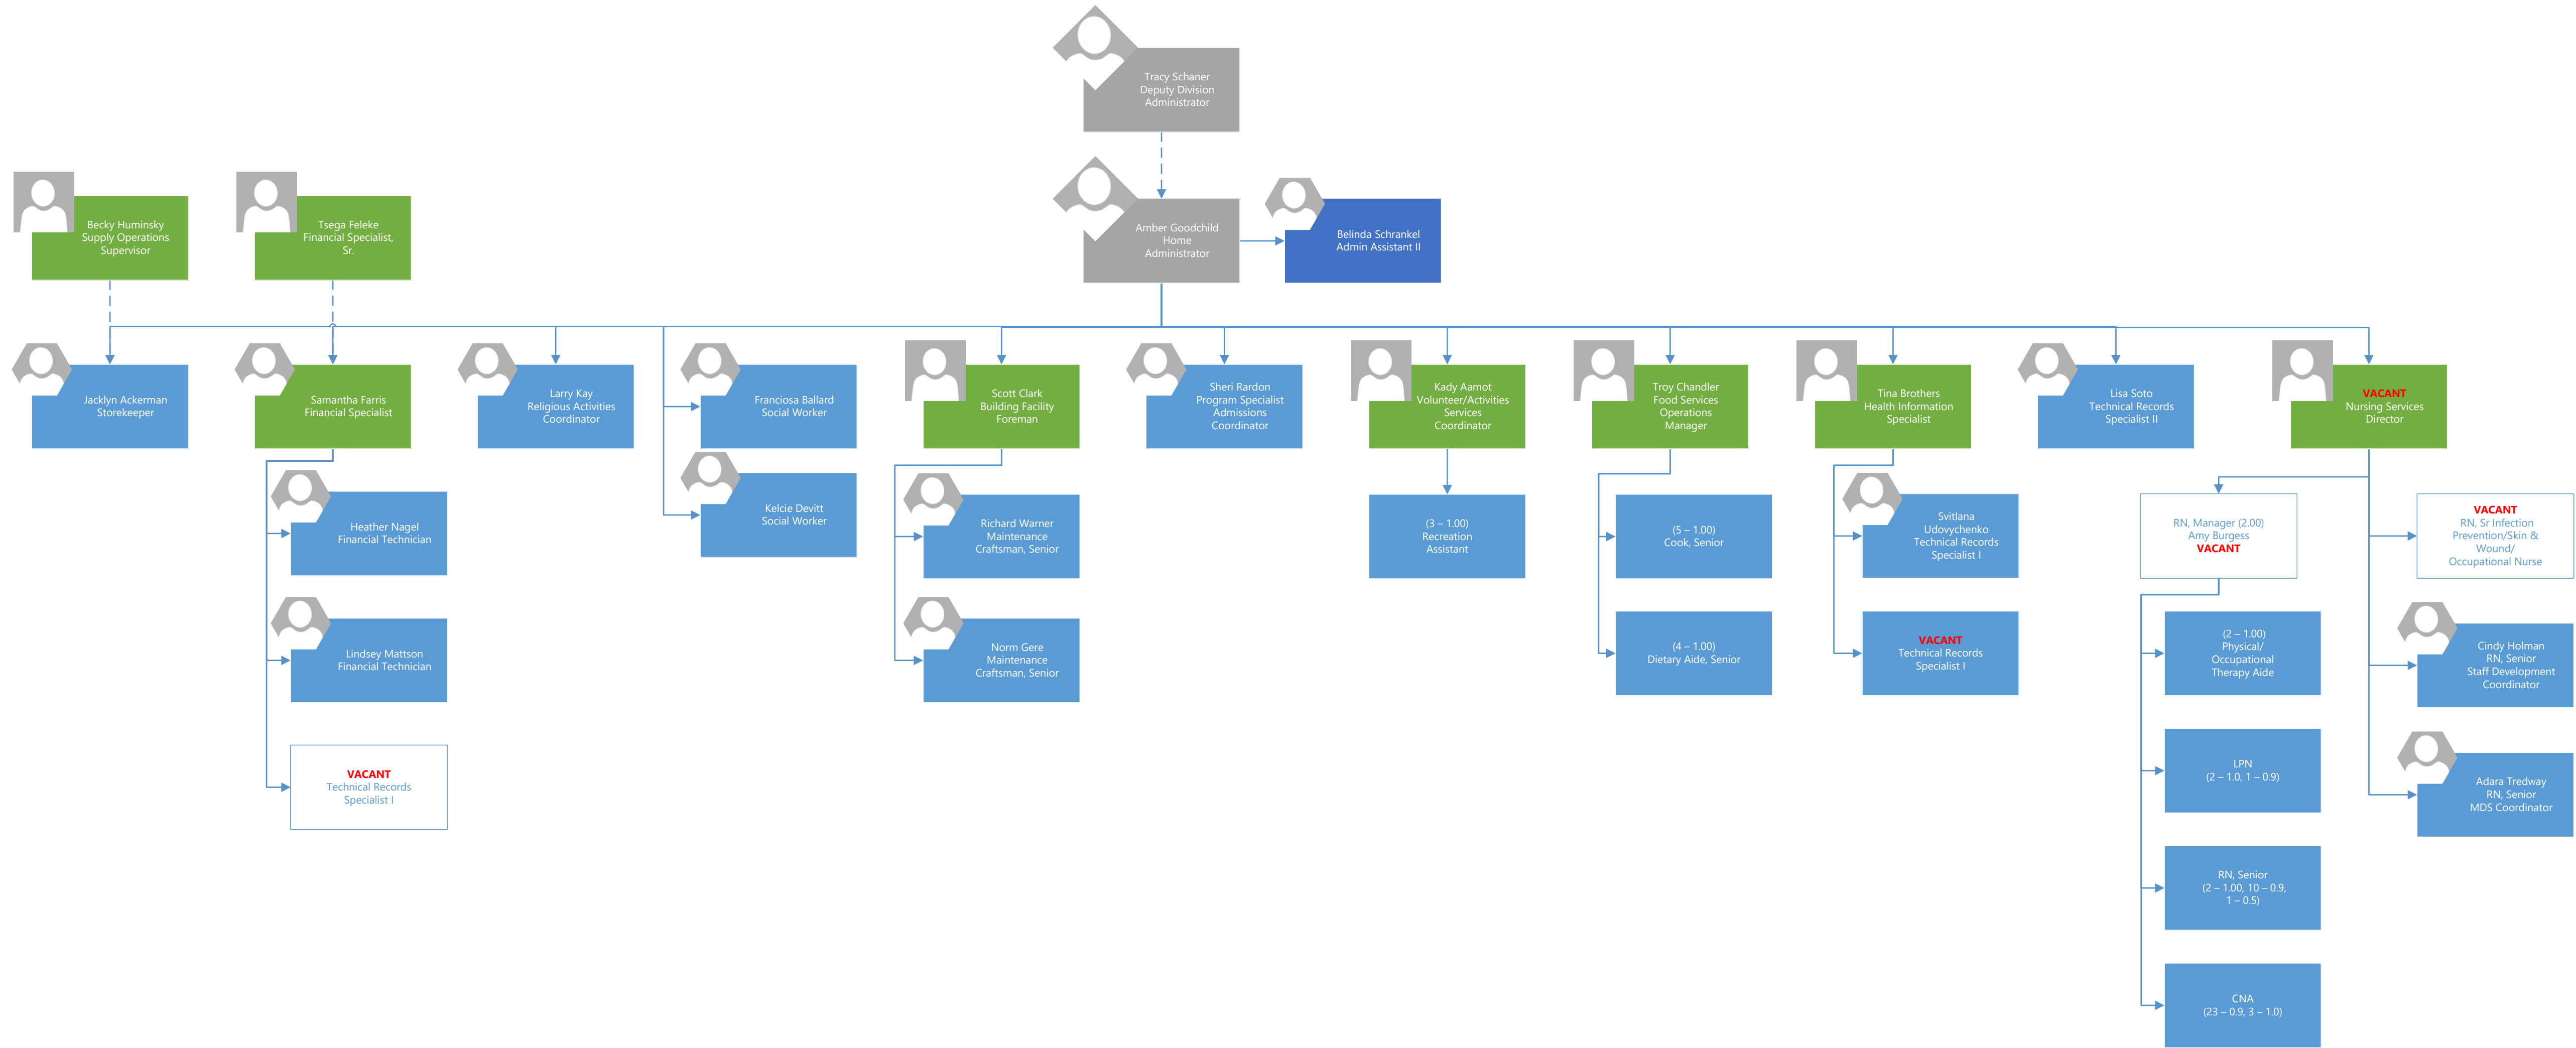 Tracy Schaner
Deputy Division
Administrator
Becky Huminsky
Supply Operations
Supervisor
Tsega Feleke
Financial Specialist,
Sr.
Amber Goodchild
Home
Administrator
Belinda Schrankel
Admin Assistant II
Jacklyn Ackerman
Storekeeper
Samantha Farris
Financial Specialist
Larry Kay
Religious Activities
Coordinator
Franciosa Ballard
Social Worker
Scott Clark
Building Facility
Foreman
Sheri Rardon
Program Specialist
Admissions
Coordinator
Kady Aamot
Volunteer/Activities
Services
Coordinator
Troy Chandler
Food Services
Operations
Manager
Tina Brothers
Health Information
Specialist
Lisa Soto
Technical Records
Specialist II
VACANT
Nursing Services
Director
Heather Nagel
Financial Technician
Kelcie Devitt
Social Worker
Richard Warner
Maintenance
Craftsman, Senior
(3 – 1.00)
Recreation
Assistant
(5 – 1.00)
Cook, Senior
Svitlana
Udovychenko
Technical Records
Specialist I
RN, Manager (2.00)
Amy Burgess
VACANT
VACANT
RN, Sr Infection
Prevention/Skin &
Wound/
Occupational Nurse
Lindsey Mattson
Financial Technician
Norm Gere
Maintenance
Craftsman, Senior
(4 – 1.00)
Dietary Aide, Senior
VACANT
Technical Records
Specialist I
(2 – 1.00)
Physical/
Occupational
Therapy Aide
Cindy Holman
RN, Senior
Staff Development
Coordinator
VACANT
Technical Records
Specialist I
LPN
(2 – 1.0, 1 – 0.9)
Adara Tredway
RN, Senior
MDS Coordinator
RN, Senior
(2 – 1.00, 10 – 0.9,
1 – 0.5)
CNA
(23 – 0.9, 3 – 1.0)